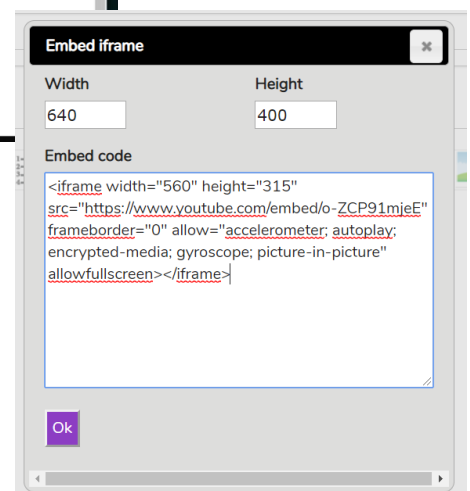 Embed iframe
Width Height
640 400
Embed code
<iframe width="560" height="315"
src="https://www.youtube.com/embed/o-ZCP91mjeE"
frameborder="0" allow="accelerometer; autoplay;
encrypted-media; gyroscope; picture-in-picture"
allowfullscreen></iframe>
Ok